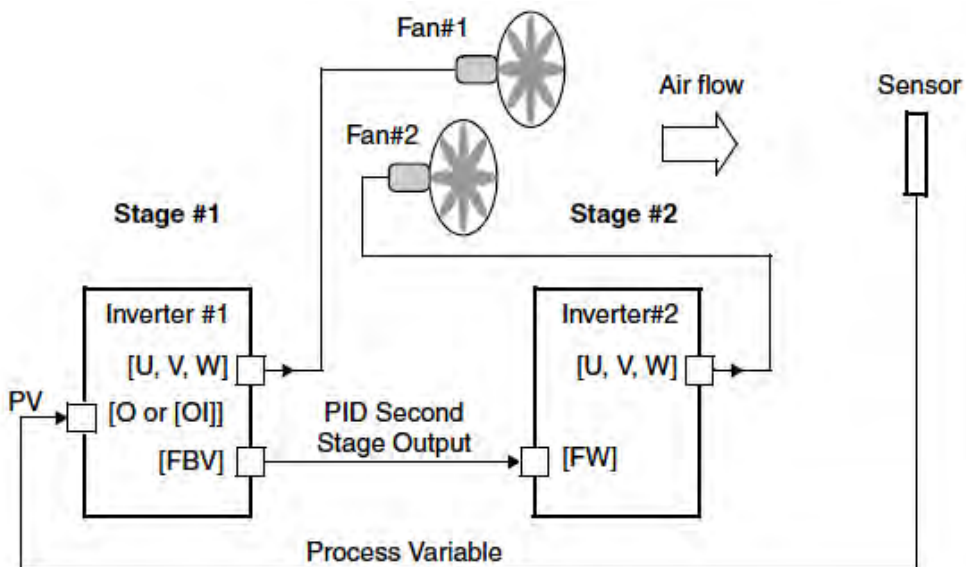 Fan#1
Air flow
Sensor
Fan#2
Stage #1
Stage #2
Inverter #1
Inverter#2
[U, V, W]
[U, V, W]
PV
[O or [OI]]
PID Second
Stage Output
[FBV]
[FW]
Process Variable